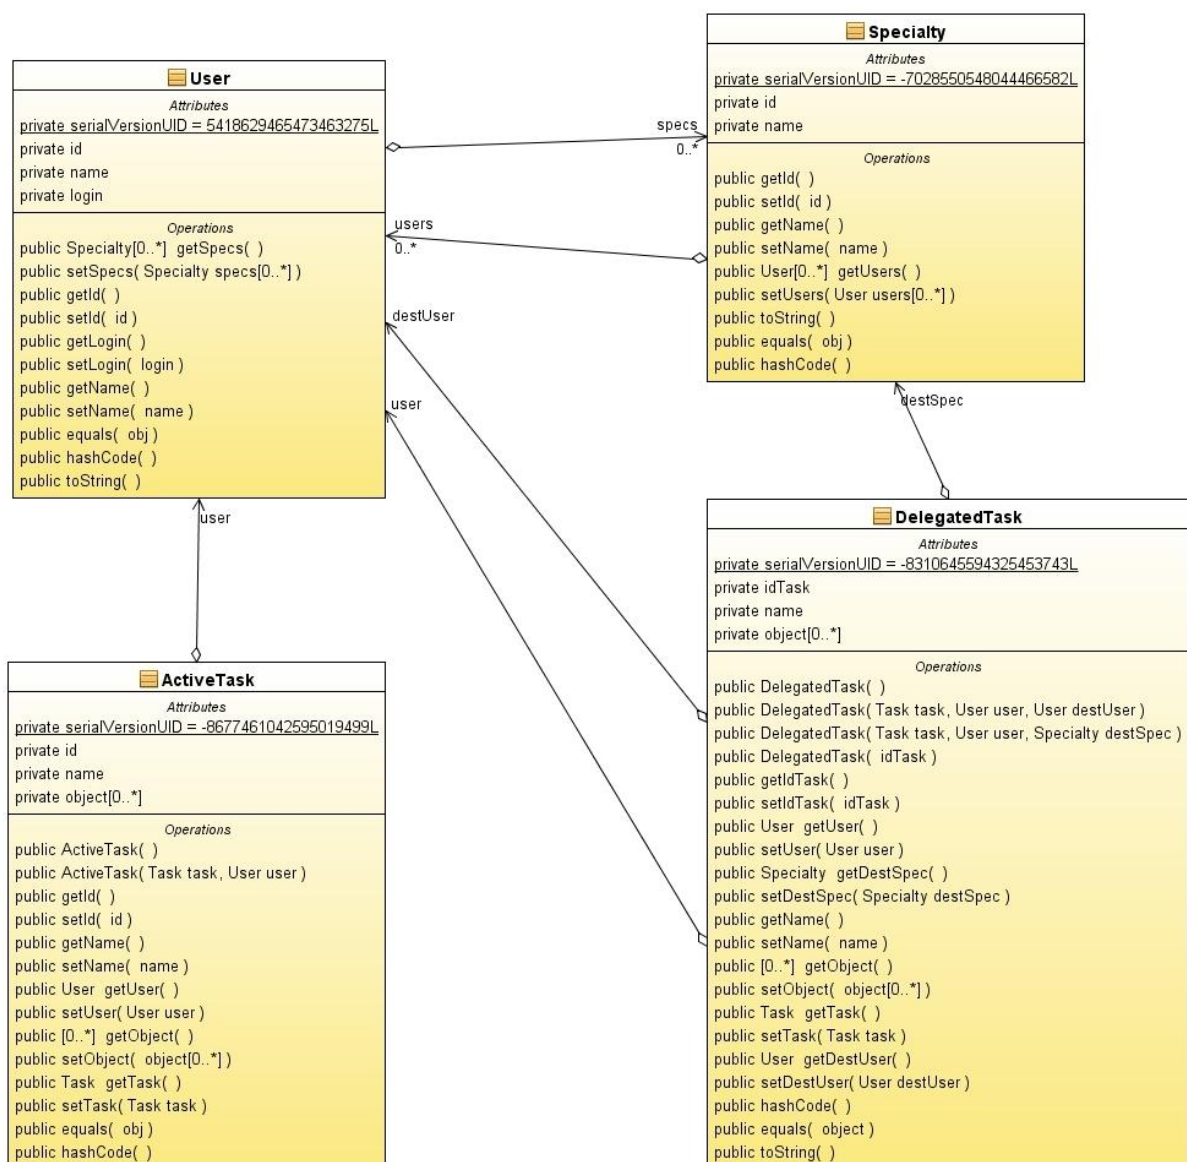 User
Attributes
private serialVersionUID = 5418629465473463275L
private id
private name
private login
Operations
public Specialty[0..*] getSpecs( )
public setSpecs( Specialty specs[0..*] )
public getId( )
public setId( id )
public getLogin( )
public setLogin( login )
public getName( )
public setName( name )
public equals( obj )
public hashCode( )
public toString( )
specs
0..*
users
0..*
destUser
user
user
Specialty
Attributes
private serialVersionUID = -7028550548044466582L
private id
private name
Operations
public getId( )
public setId( id )
public getName( )
public setName( name )
public User[0..*] getUsers( )
public setUsers( User users[0..*] )
public toString( )
public equals( obj )
public hashCode( )
destSpec
ActiveTask
Attributes
private serialVersionUID = -8677461042595019499L
private id
private name
private object[0..*]
Operations
public ActiveTask( )
public ActiveTask( Task task, User user )
public getId( )
public setId( id )
public getName( )
public setName( name )
public User getUser( )
public setUser( User user )
public [0..*] getObject( )
public setObject( object[0..*] )
public Task getTask( )
public setTask( Task task )
public equals( obj )
public hashCode( )
DelegatedTask
Attributes
private serialVersionUID = -8310645594325453743L
private idTask
private name
private object[0..*]
Operations
public DelegatedTask( )
public DelegatedTask( Task task, User user, User destUser )
public DelegatedTask( Task task, User user, Specialty destSpec )
public DelegatedTask( idTask )
public getIdTask( )
public setIdTask( idTask )
public User getUser( )
public setUser( User user )
public Specialty getDestSpec( )
public setDestSpec( Specialty destSpec )
public getName( )
public setName( name )
public [0..*] getObject( )
public setObject( object[0..*] )
public Task getTask( )
public setTask( Task task )
public User getDestUser( )
public setDestUser( User destUser )
public hashCode( )
public equals( object )
public toString( )